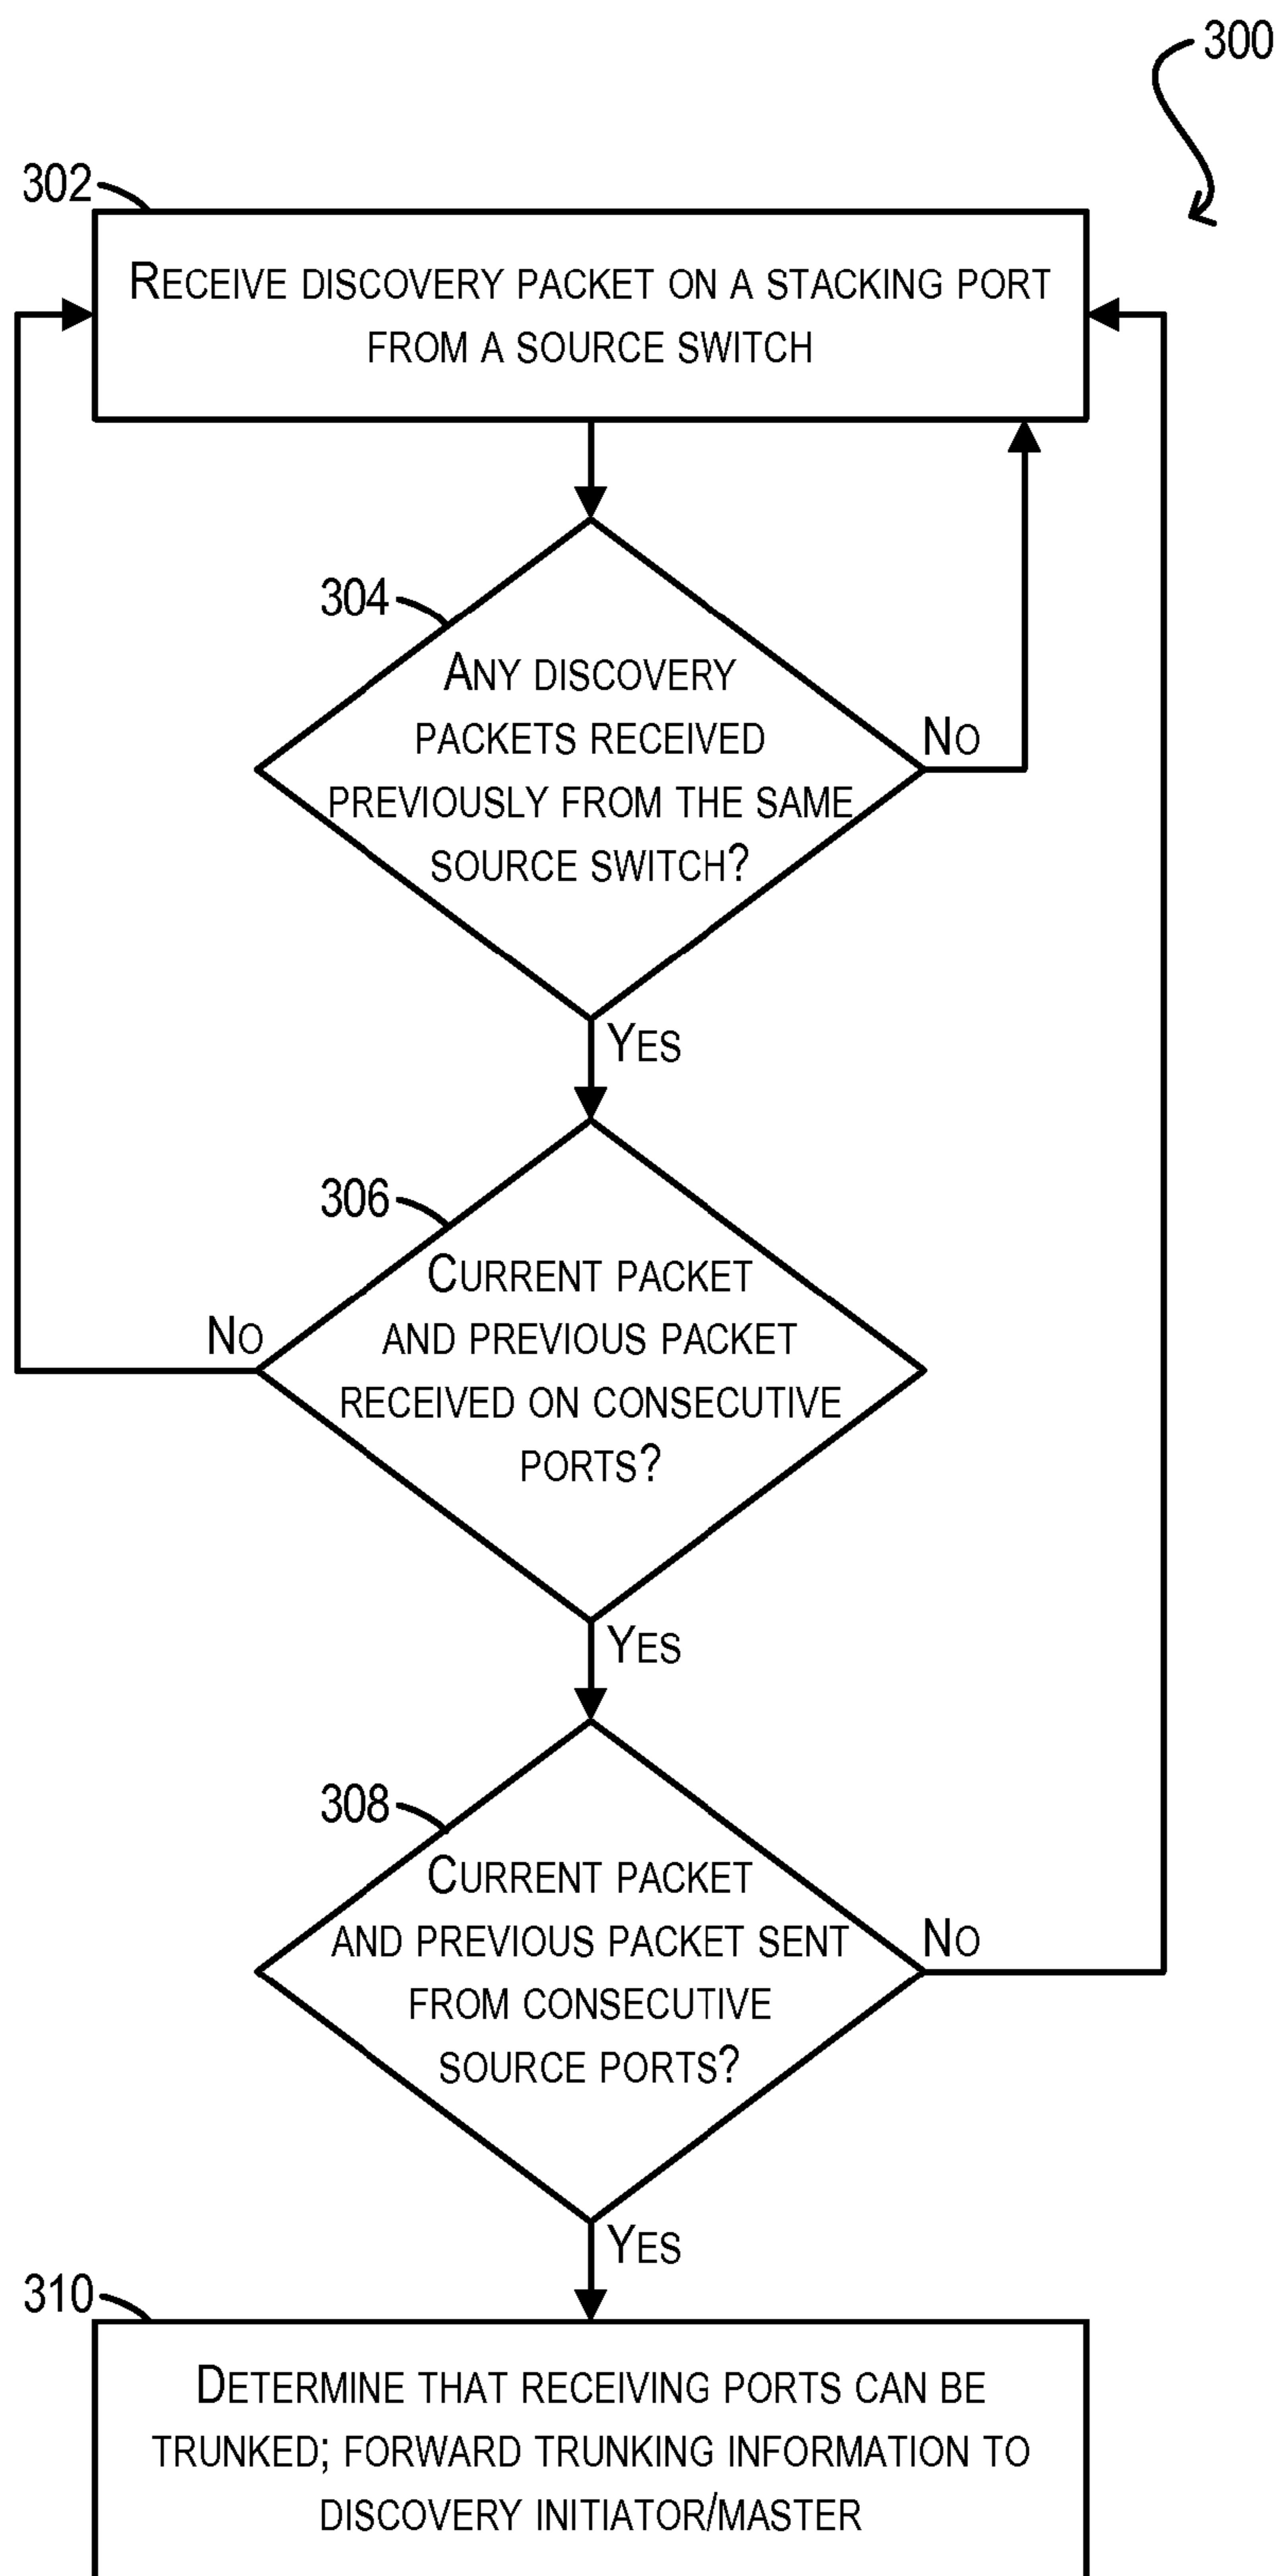 300
302
RECEIVE DISCOVERY PACKET ON A STACKING PORT
FROM A SOURCE SWITCH
304
ANY DISCOVERY
PACKETS RECEIVED
PREVIOUSLY FROM THE SAME
SOURCE SWITCH?
NO
YES
306
CURRENT PACKET
AND PREVIOUS PACKET
RECEIVED ON CONSECUTIVE
PORTS?
NO
YES
308
CURRENT PACKET
AND PREVIOUS PACKET SENT
FROM CONSECUTIVE
SOURCE PORTS?
NO
YES
310
DETERMINE THAT RECEIVING PORTS CAN BE
TRUNKED; FORWARD TRUNKING INFORMATION TO
DISCOVERY INITIATOR/MASTER